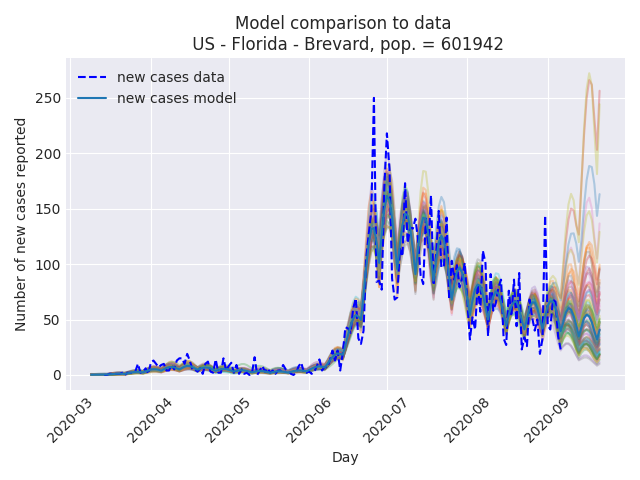 Model comparison to data
US - Florida - Brevard, pop. = 601942
new cases data
new cases model
Number of new cases reported
250
200
150
100
50
0
2020-03
2020-04
2020-05
2020-06
2020-07
2020-08
2020-09
Day